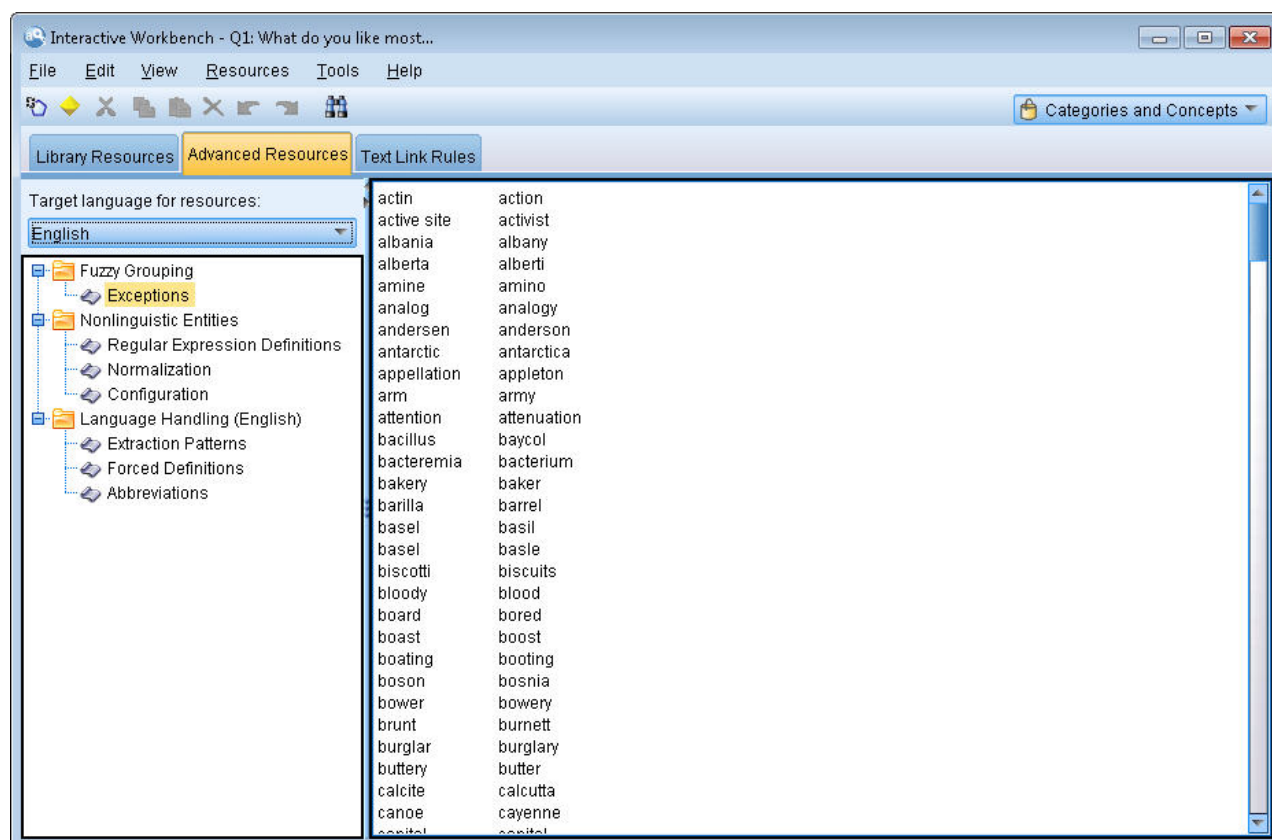 Interactive Workbench - Q1: What do you like most...
File Edit View Resources Tools Help
Categories and Concepts
Library Resources Advanced Resources Text Link Rules
Target language for resources:
English
Fuzzy Grouping
Exceptions
Nonlinguistic Entities
Regular Expression Definitions
Normalization
Configuration
Language Handling (English)
Extraction Patterns
Forced Definitions
Abbreviations
actin action
active site activist
albania albany
alberta alberti
amine amino
analog analogy
andersen anderson
antarctic antarctica
appellation appleton
arm army
attention attenuation
bacillus baycol
bacteremia bacterium
bakery baker
barilla barrel
basel basil
basel basle
biscotti biscuits
bloody blood
board bored
boast boost
boating booting
boson bosnia
bower bowery
brunt burnett
burglar burglary
buttery butter
calcite calcutta
canoe cayenne